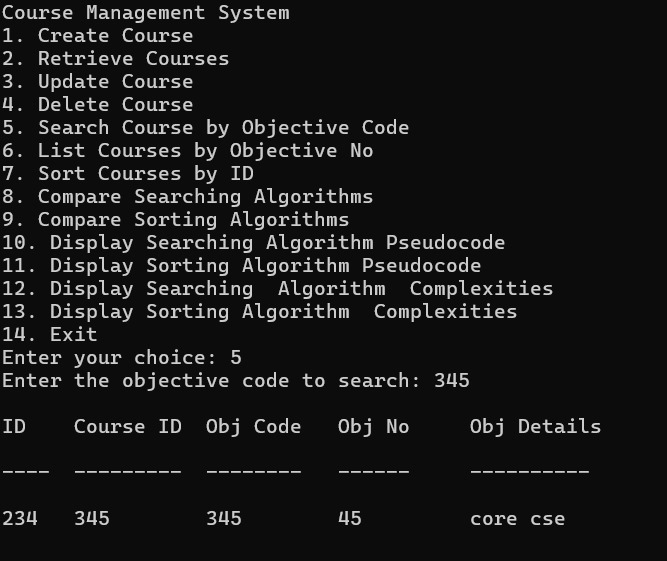 Course Management System
1. Create Course
2. Retrieve Courses
3. Update Course
4. Delete Course
5. Search Course by Objective Code
6. List Courses by Objective No
7. Sort Courses by ID
8. Compare Searching Algorithms
9. Compare Sorting Algorithms
10. Display Searching Algorithm Pseudocode
11. Display Sorting Algorithm Pseudocode
12. Display Searching  Algorithm  Complexities
13. Display Sorting Algorithm  Complexities
14. Exit
Enter your choice: 5
Enter the objective code to search: 345
ID    Course ID  Obj Code   Obj No     Obj Details
----  ---------  --------   ------     ----------
234   345        345        45         core cse